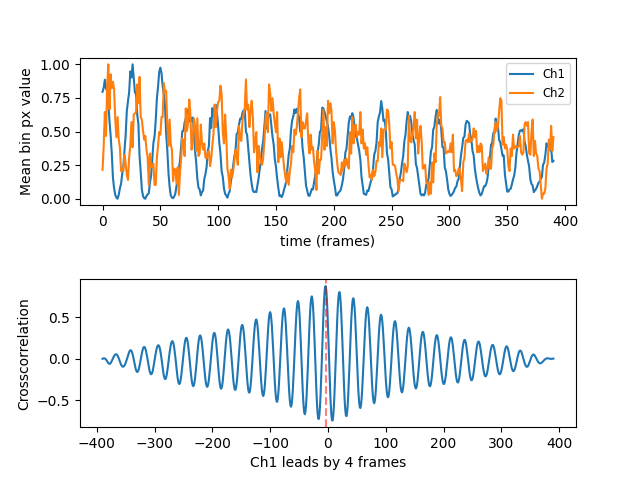 1.00
0.75
0.50
0.25
0.00
Mean bin px value
Ch1
Ch2
0 50 100 150 200 250 300 350 400
time (frames)
0.5
0.0
−0.5
Crosscorrelation
−400 −300 −200 −100 0 100 200 300 400
Ch1 leads by 4 frames